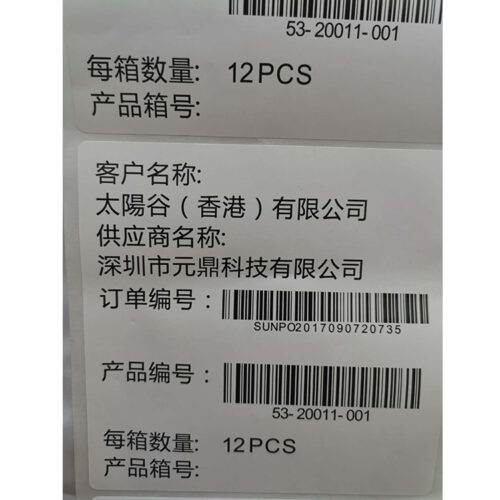 53-20011-001
每箱数量: 12PCS
产品箱号:
客户名称:
太陽谷（香港）有限公司
供应商名称:
深圳市元鼎科技有限公司
订单编号：
SUNPO2017090720735
产品编号：
53-20011-001
每箱数量: 12PCS
产品箱号: